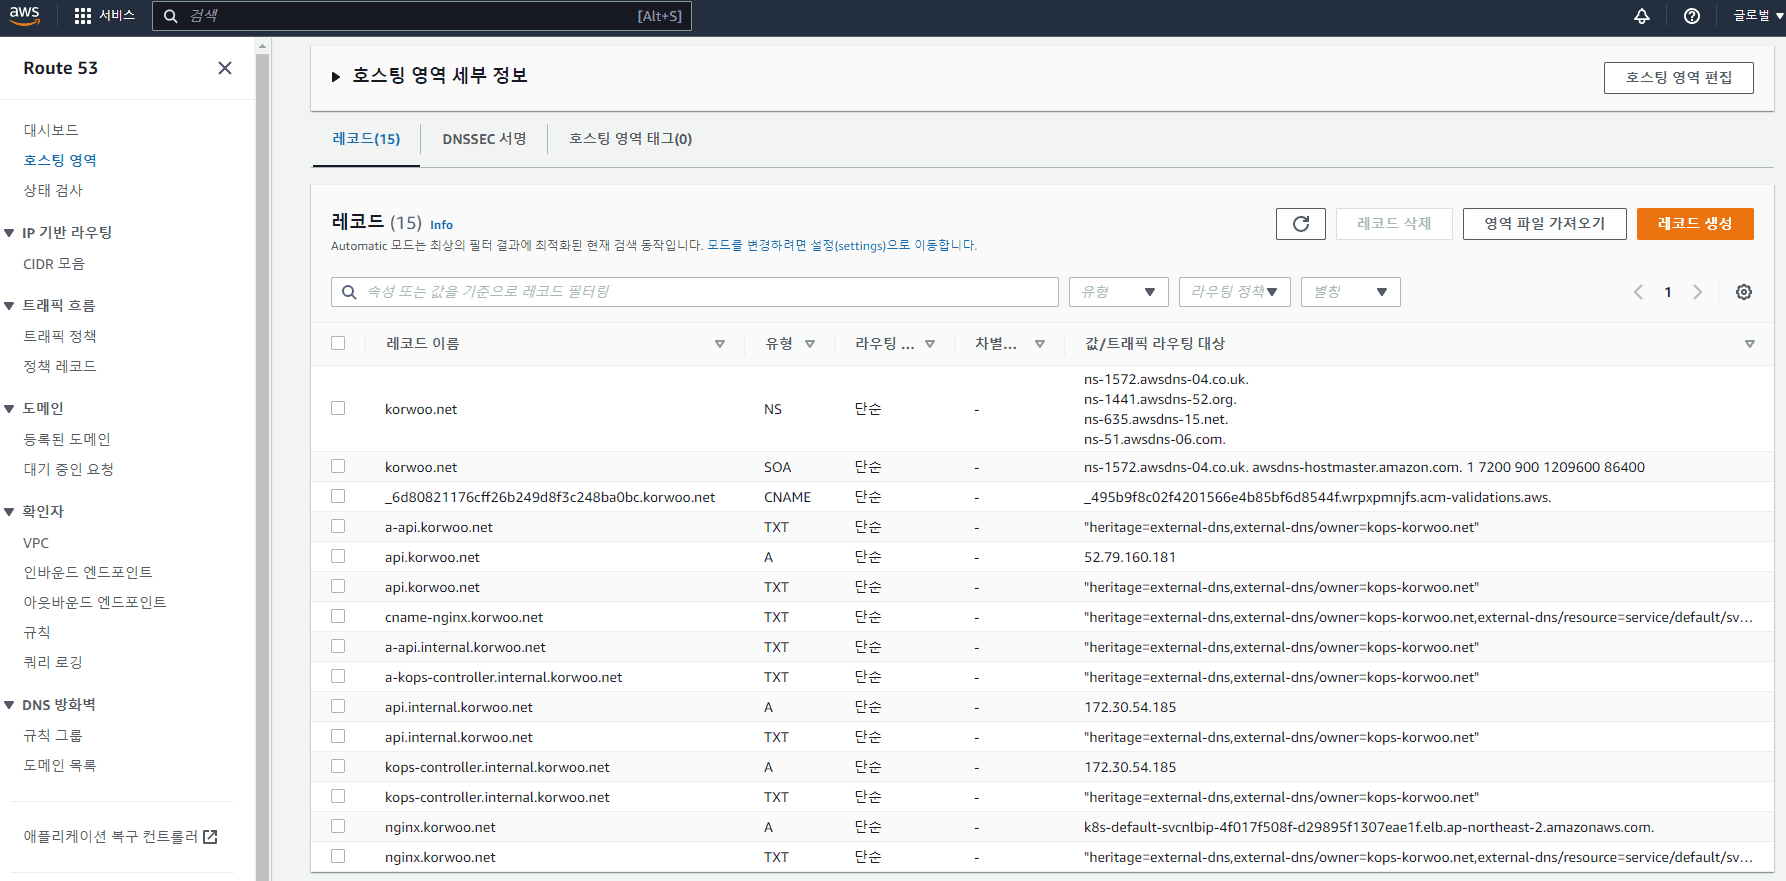 aws
서비스
검색
[Alt+S]
글로벌
Route 53
대시보드
호스팅 영역
상태 검사
IP 기반 라우팅
CIDR 모음
트래픽 흐름
트래픽 정책
정책 레코드
도메인
등록된 도메인
대기 중인 요청
확인자
VPC
인바운드 엔드포인트
아웃바운드 엔드포인트
규칙
쿼리 로깅
DNS 방화벽
규칙 그룹
도메인 목록
애플리케이션 복구 컨트롤러
호스팅 영역 세부 정보
호스팅 영역 편집
레코드(15)
DNSSEC 서명
호스팅 영역 태그(0)
레코드 (15) Info
Automatic 모드는 최상의 필터 결과에 최적화된 현재 검색 동작입니다. 모드를 변경하려면 설정(settings)으로 이동합니다.
레코드 삭제
영역 파일 가져오기
레코드 생성
속성 또는 값을 기준으로 레코드 필터링
유형
라우팅 정책
별칭
1
레코드 이름 유형 라우팅 ... 차별... 값/트래픽 라우팅 대상
korwoo.net NS 단순 -
ns-1572.awsdns-04.co.uk.
ns-1441.awsdns-52.org.
ns-635.awsdns-15.net.
ns-51.awsdns-06.com.
korwoo.net SOA 단순 - ns-1572.awsdns-04.co.uk. awsdns-hostmaster.amazon.com. 1 7200 900 1209600 86400
_6d80821176cff26b249d8f3c248ba0bc.korwoo.net CNAME 단순 - _495b9f8c02f4201566e4b85bf6d8544f.wrpxpmnjfs.acm-validations.aws.
a-api.korwoo.net TXT 단순 - "heritage=external-dns,external-dns/owner=kops-korwoo.net"
api.korwoo.net A 단순 - 52.79.160.181
api.korwoo.net TXT 단순 - "heritage=external-dns,external-dns/owner=kops-korwoo.net"
cname-nginx.korwoo.net TXT 단순 - "heritage=external-dns,external-dns/owner=kops-korwoo.net,external-dns/resource=service/default/sv...
a-api.internal.korwoo.net TXT 단순 - "heritage=external-dns,external-dns/owner=kops-korwoo.net"
a-kops-controller.internal.korwoo.net TXT 단순 - "heritage=external-dns,external-dns/owner=kops-korwoo.net"
api.internal.korwoo.net A 단순 - 172.30.54.185
api.internal.korwoo.net TXT 단순 - "heritage=external-dns,external-dns/owner=kops-korwoo.net"
kops-controller.internal.korwoo.net A 단순 - 172.30.54.185
kops-controller.internal.korwoo.net TXT 단순 - "heritage=external-dns,external-dns/owner=kops-korwoo.net"
nginx.korwoo.net A 단순 - k8s-default-svcnlbip-4f017f508f-d29895f1307eae1f.elb.ap-northeast-2.amazonaws.com.
nginx.korwoo.net TXT 단순 - "heritage=external-dns,external-dns/owner=kops-korwoo.net,external-dns/resource=service/default/sv...